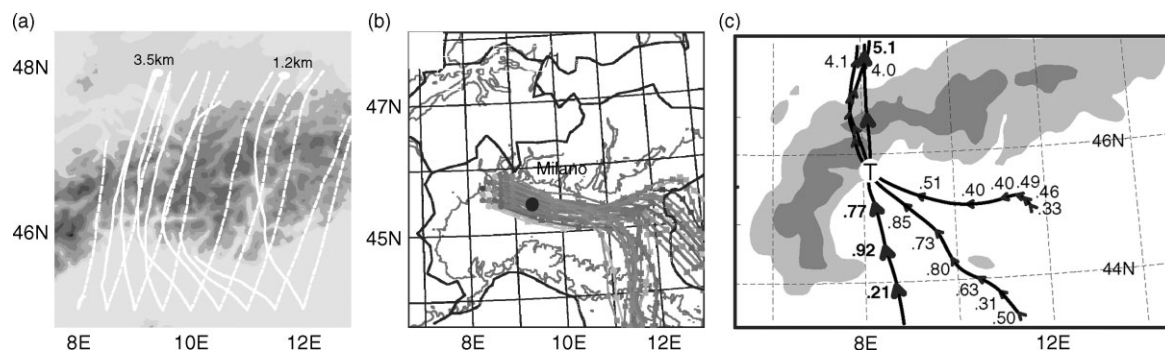 (a)
3.5km
1.2km
48N
46N
8E
10E
12E
(b)
47N
Milano
45N
8E
10E
12E
(c)
5.1
4.1
4.0
46N
T
.51
.40
.40
.49
.46
.33
.77
.85
.92
.73
.80
44N
.63
.21
.31
.50
8E
12E